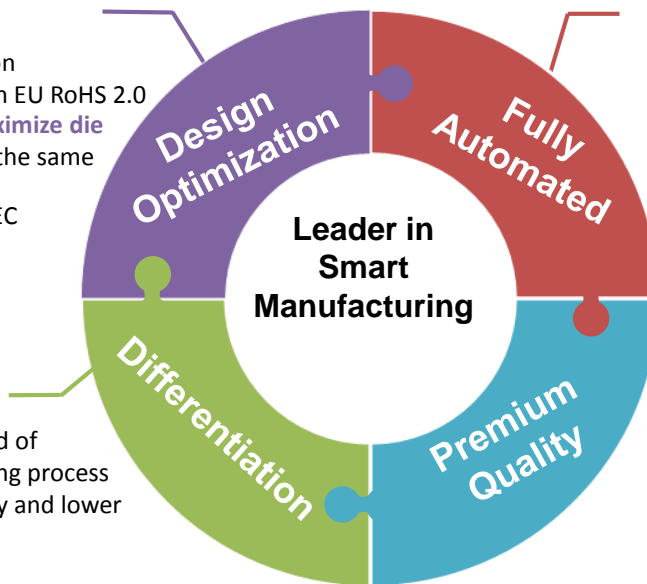 on
EU RoHS 2.0
ximize die
the same
EC
Design
Optimization
Fully
Automated
Leader in
Smart
Manufacturing
Differentiation
Premium
Quality
d of
ng process
y and lower